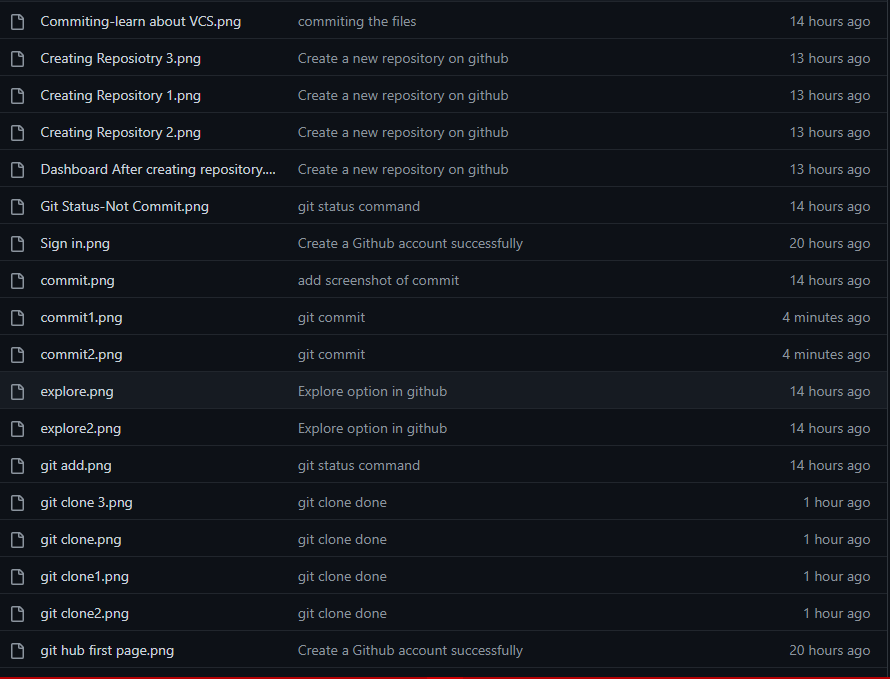 Commiting-learn about VCS.png commiting the files 14 hours ago
Creating Reposiotry 3.png Create a new repository on github 13 hours ago
Creating Repository 1.png Create a new repository on github 13 hours ago
Creating Repository 2.png Create a new repository on github 13 hours ago
Dashboard After creating repository.... Create a new repository on github 13 hours ago
Git Status-Not Commit.png git status command 14 hours ago
Sign in.png Create a Github account successfully 20 hours ago
commit.png add screenshot of commit 14 hours ago
commit1.png git commit 4 minutes ago
commit2.png git commit 4 minutes ago
explore.png Explore option in github 14 hours ago
explore2.png Explore option in github 14 hours ago
git add.png git status command 14 hours ago
git clone 3.png git clone done 1 hour ago
git clone.png git clone done 1 hour ago
git clone1.png git clone done 1 hour ago
git clone2.png git clone done 1 hour ago
git hub first page.png Create a Github account successfully 20 hours ago